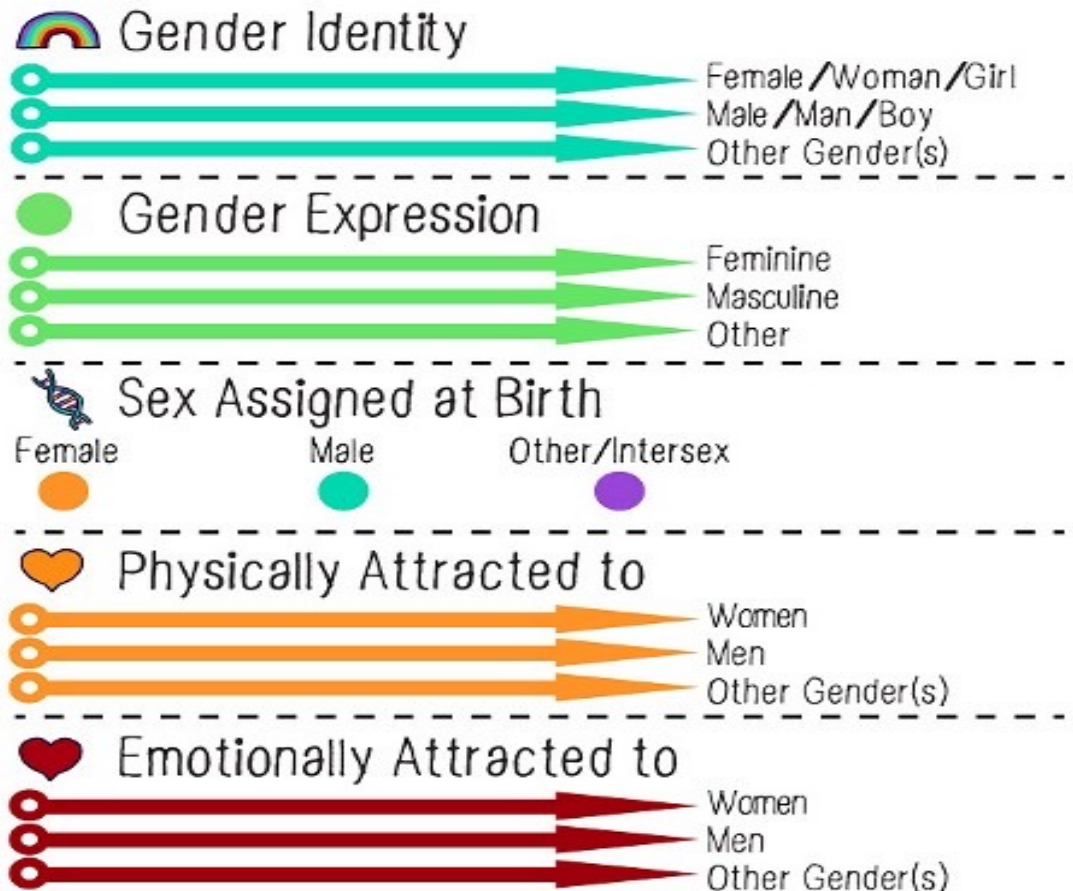 Gender Identity
Female/Woman/Girl
Male/Man/Boy
Other Gender(s)
Gender Expression
Feminine
Masculine
Other
Sex Assigned at Birth
Female Male Other/Intersex
Physically Attracted to
Women
Men
Other Gender(s)
Emotionally Attracted to
Women
Men
Other Gender(s)